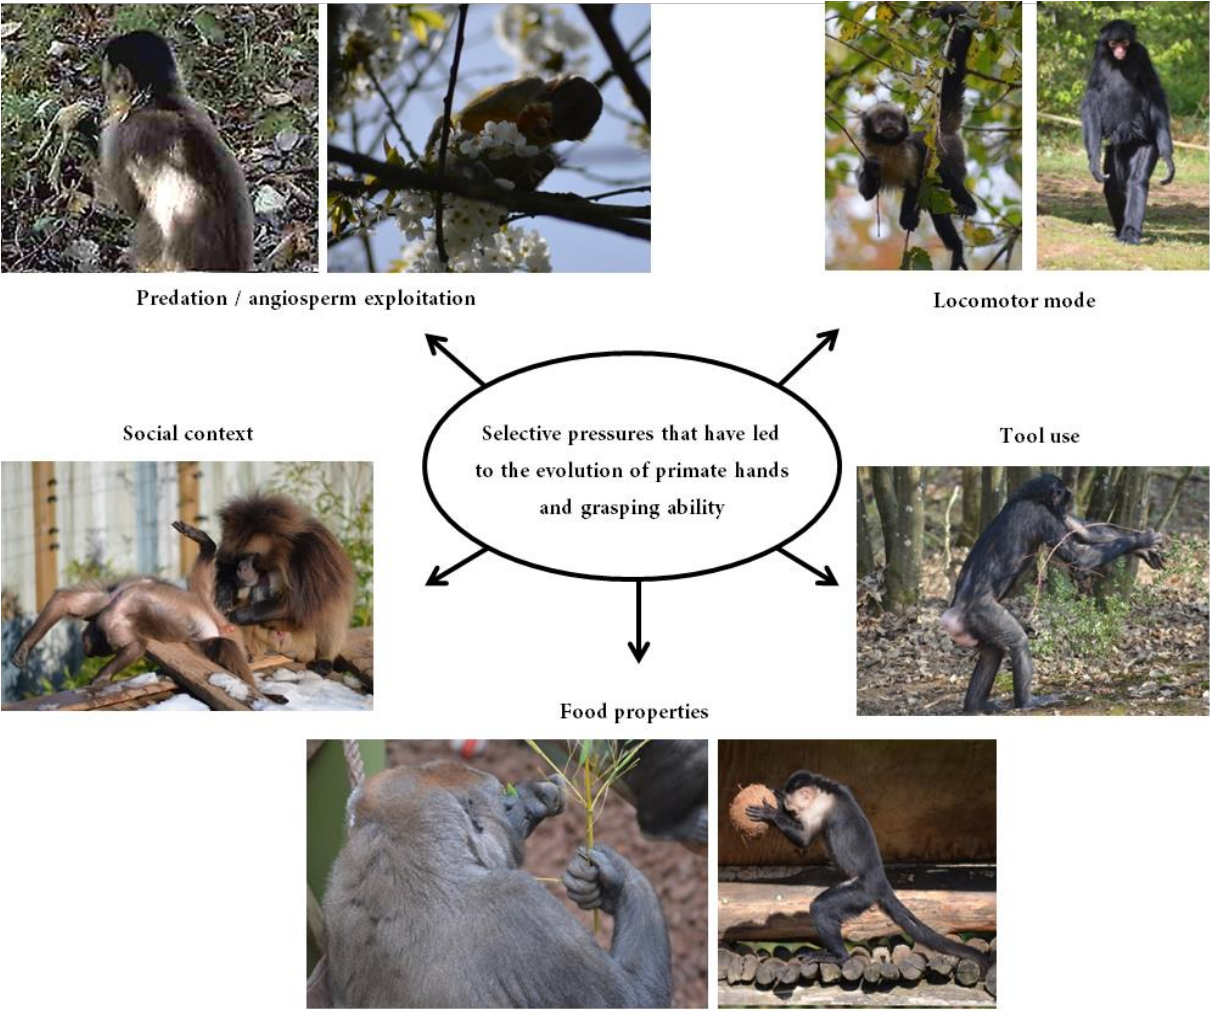 Predation / angiosperm exploitation
Locomotor mode
Social context
Selective pressures that have led
to the evolution of primate hands
and grasping ability
Tool use
Food properties